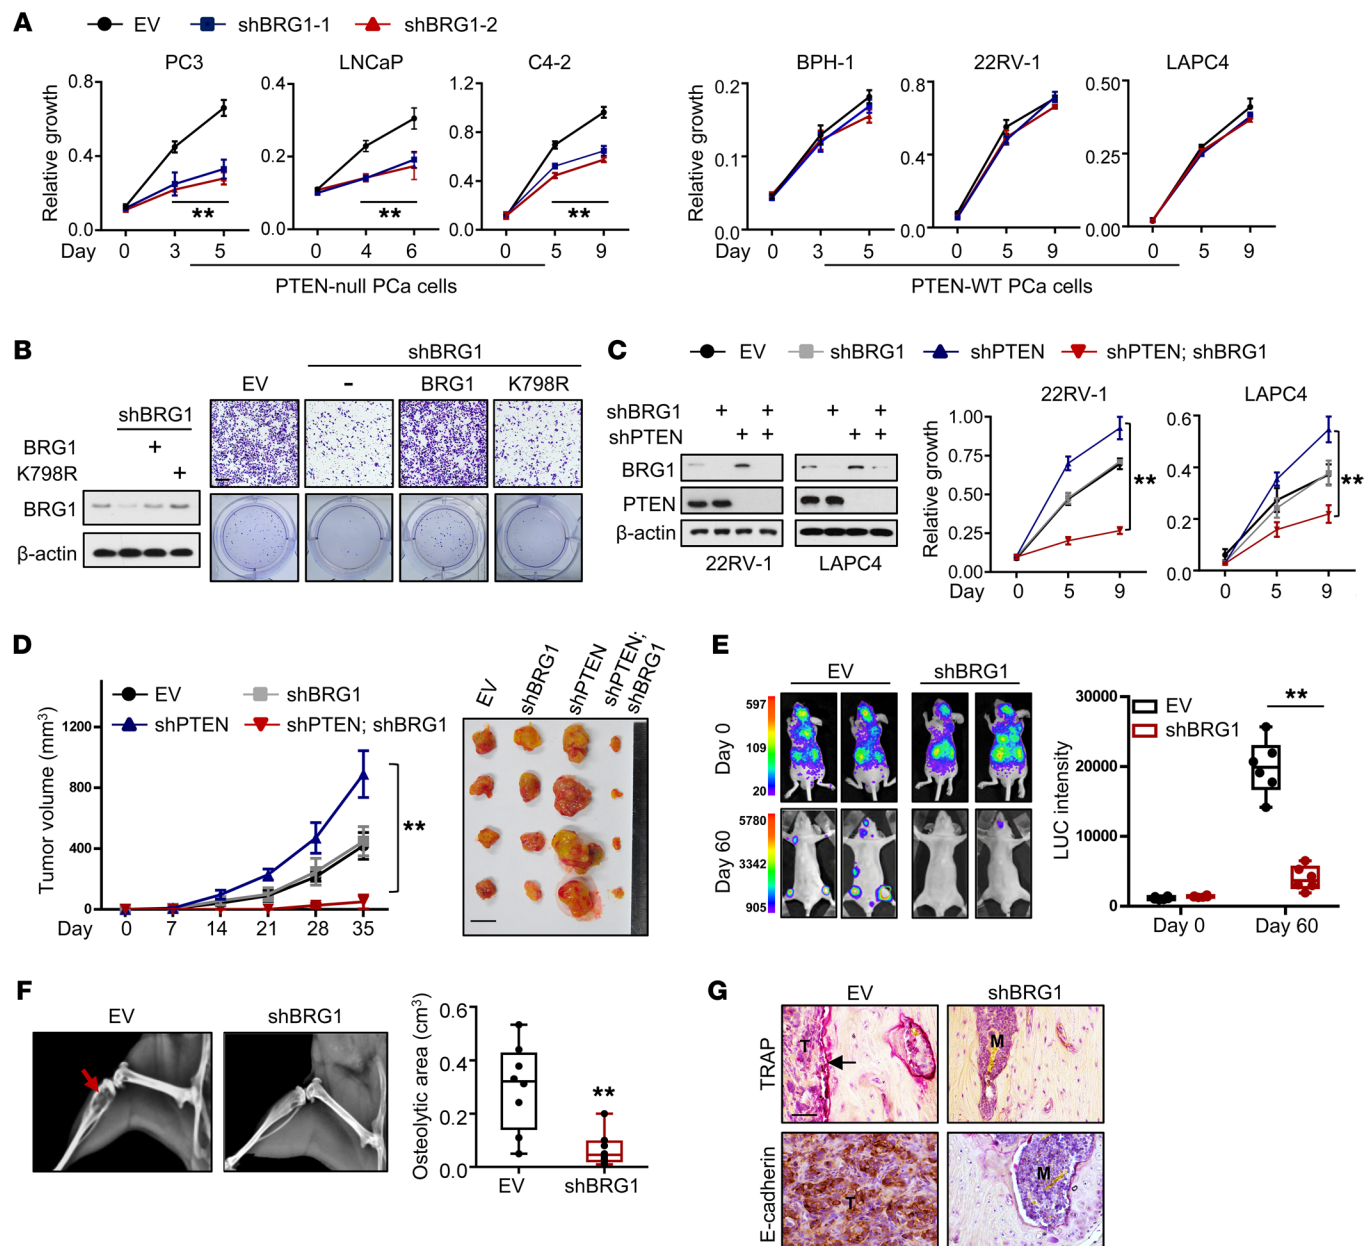 A
EV shBRG1-1 shBRG1-2
PC3 LNCaP C4-2 BPH-1 22RV-1 LAPC4
Relative growth
0.8
0.4
0.0
0.4
0.2
0.0
1.2
0.8
0.4
0.0
** ** **
Relative growth
0.2
0.1
0.0
0.8
0.4
0.0
0.50
0.25
0.00
Day 0 3 5 0 4 6 0 5 9 Day 0 3 5 0 5 9 0 5 9
PTEN-null PCa cells PTEN-WT PCa cells
B
shBRG1
EV - BRG1 K798R
shBRG1
BRG1 +
K798R +
BRG1
β-actin
C
EV shBRG1 shPTEN shPTEN; shBRG1
shBRG1 + + + +
shPTEN + + + +
BRG1
PTEN
β-actin
22RV-1 LAPC4
22RV-1 LAPC4
Relative growth
1.00
0.75
0.50
0.25
0.00
**
0.6
0.4
0.2
0.0
**
Day 0 5 9 0 5 9
D
EV shBRG1
shPTEN shPTEN; shBRG1
Tumor volume (mm³)
1200
800
400
0
**
Day 0 7 14 21 28 35
EV shBRG1 shPTEN shPTEN; shBRG1
E
EV shBRG1
Day 0
597
109
20
Day 60
5780
3342
905
LUC intensity
30000
20000
10000
0
EV
shBRG1
**
Day 0 Day 60
F
EV shBRG1
Osteolytic area (cm³)
0.6
0.4
0.2
0.0
**
EV shBRG1
G
EV shBRG1
TRAP
T M
E-cadherin
T M